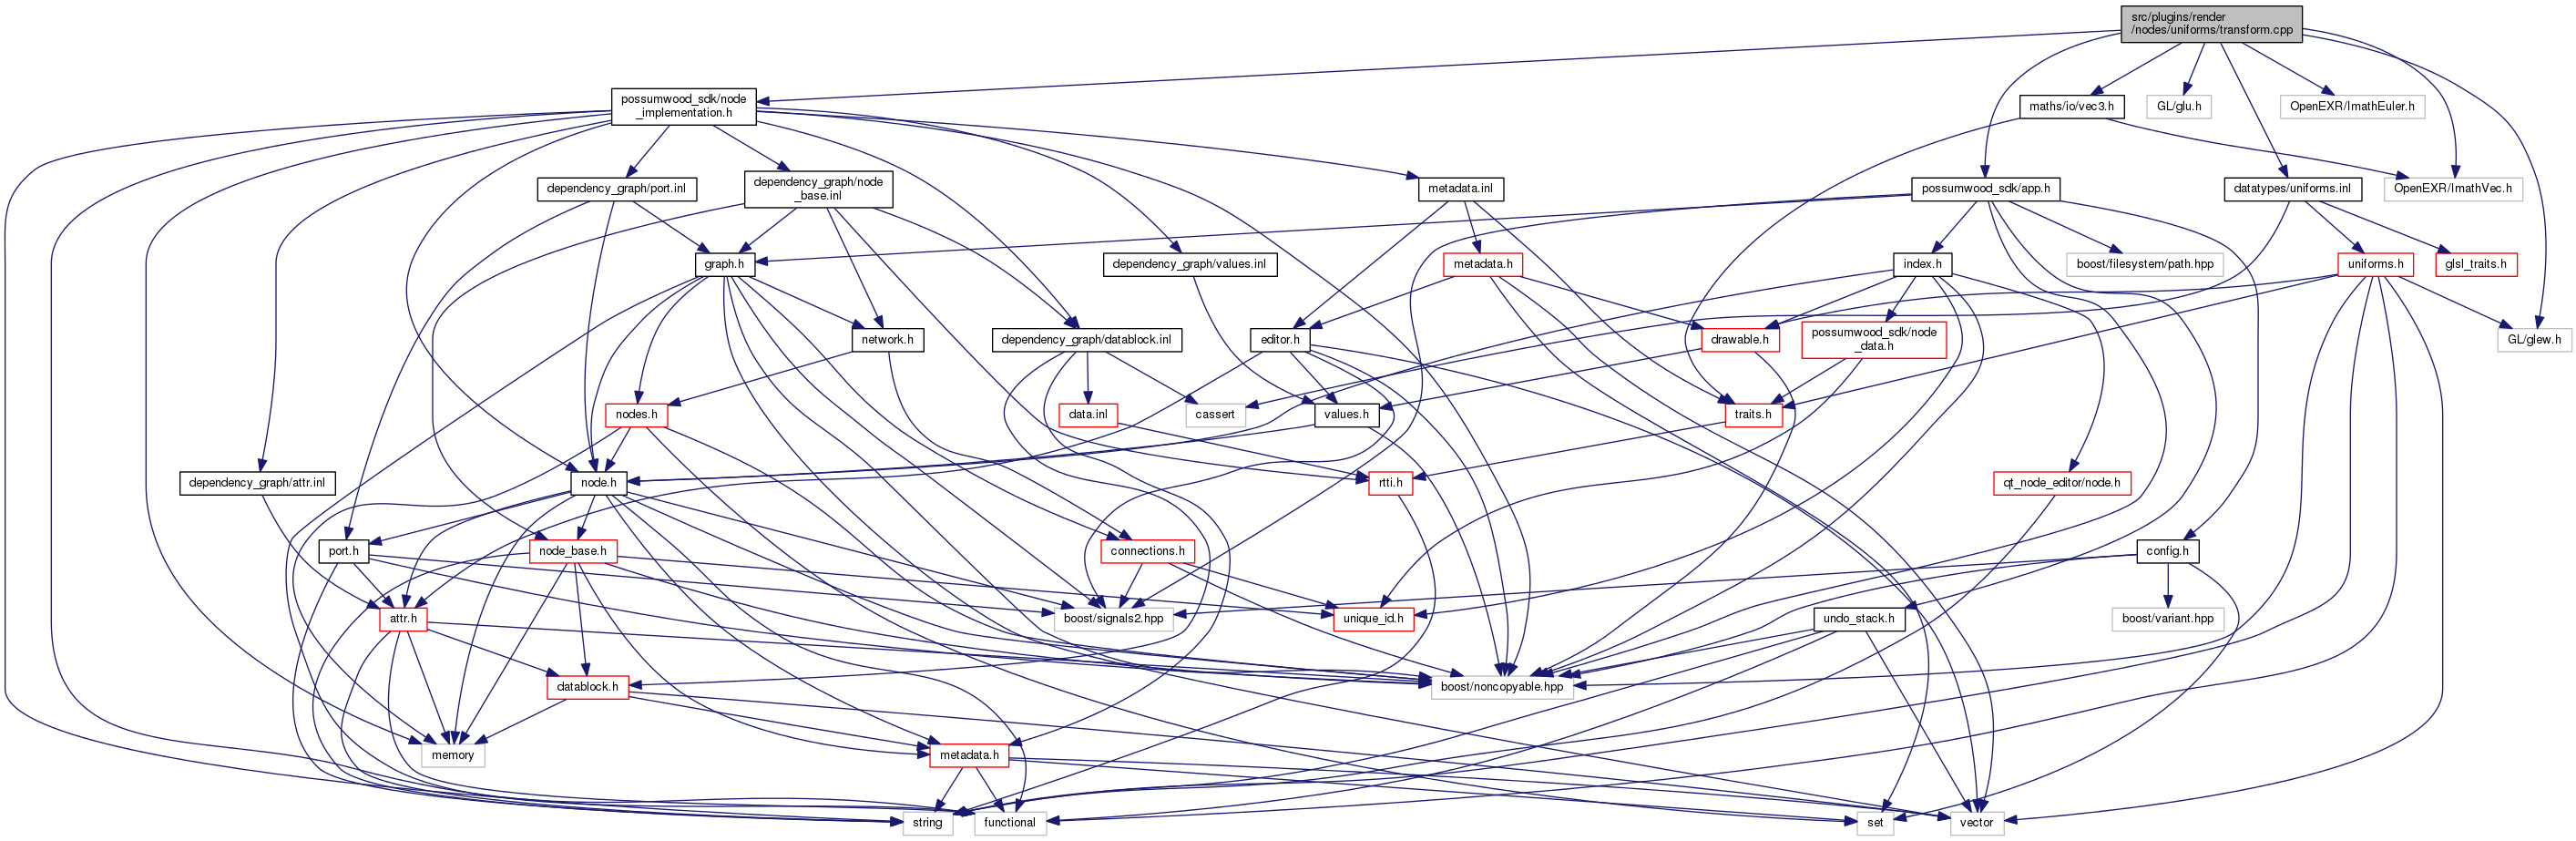 src/plugins/render
/nodes/uniforms/transform.cpp
possumwood_sdk/node
_implementation.h
maths/io/vec3.h
GL/glu.h
OpenEXR/ImathEuler.h
dependency_graph/port.inl
dependency_graph/node
_base.inl
metadata.inl
possumwood_sdk/app.h
datatypes/uniforms.inl
OpenEXR/ImathVec.h
graph.h
dependency_graph/values.inl
metadata.h
index.h
boost/filesystem/path.hpp
uniforms.h
glsl_traits.h
network.h
dependency_graph/datablock.inl
editor.h
drawable.h
possumwood_sdk/node
_data.h
GL/glew.h
nodes.h
data.inl
cassert
values.h
traits.h
dependency_graph/attr.inl
node.h
rtti.h
qt_node_editor/node.h
port.h
node_base.h
connections.h
config.h
attr.h
boost/signals2.hpp
unique_id.h
undo_stack.h
boost/variant.hpp
datablock.h
boost/noncopyable.hpp
memory
metadata.h
string
functional
set
vector